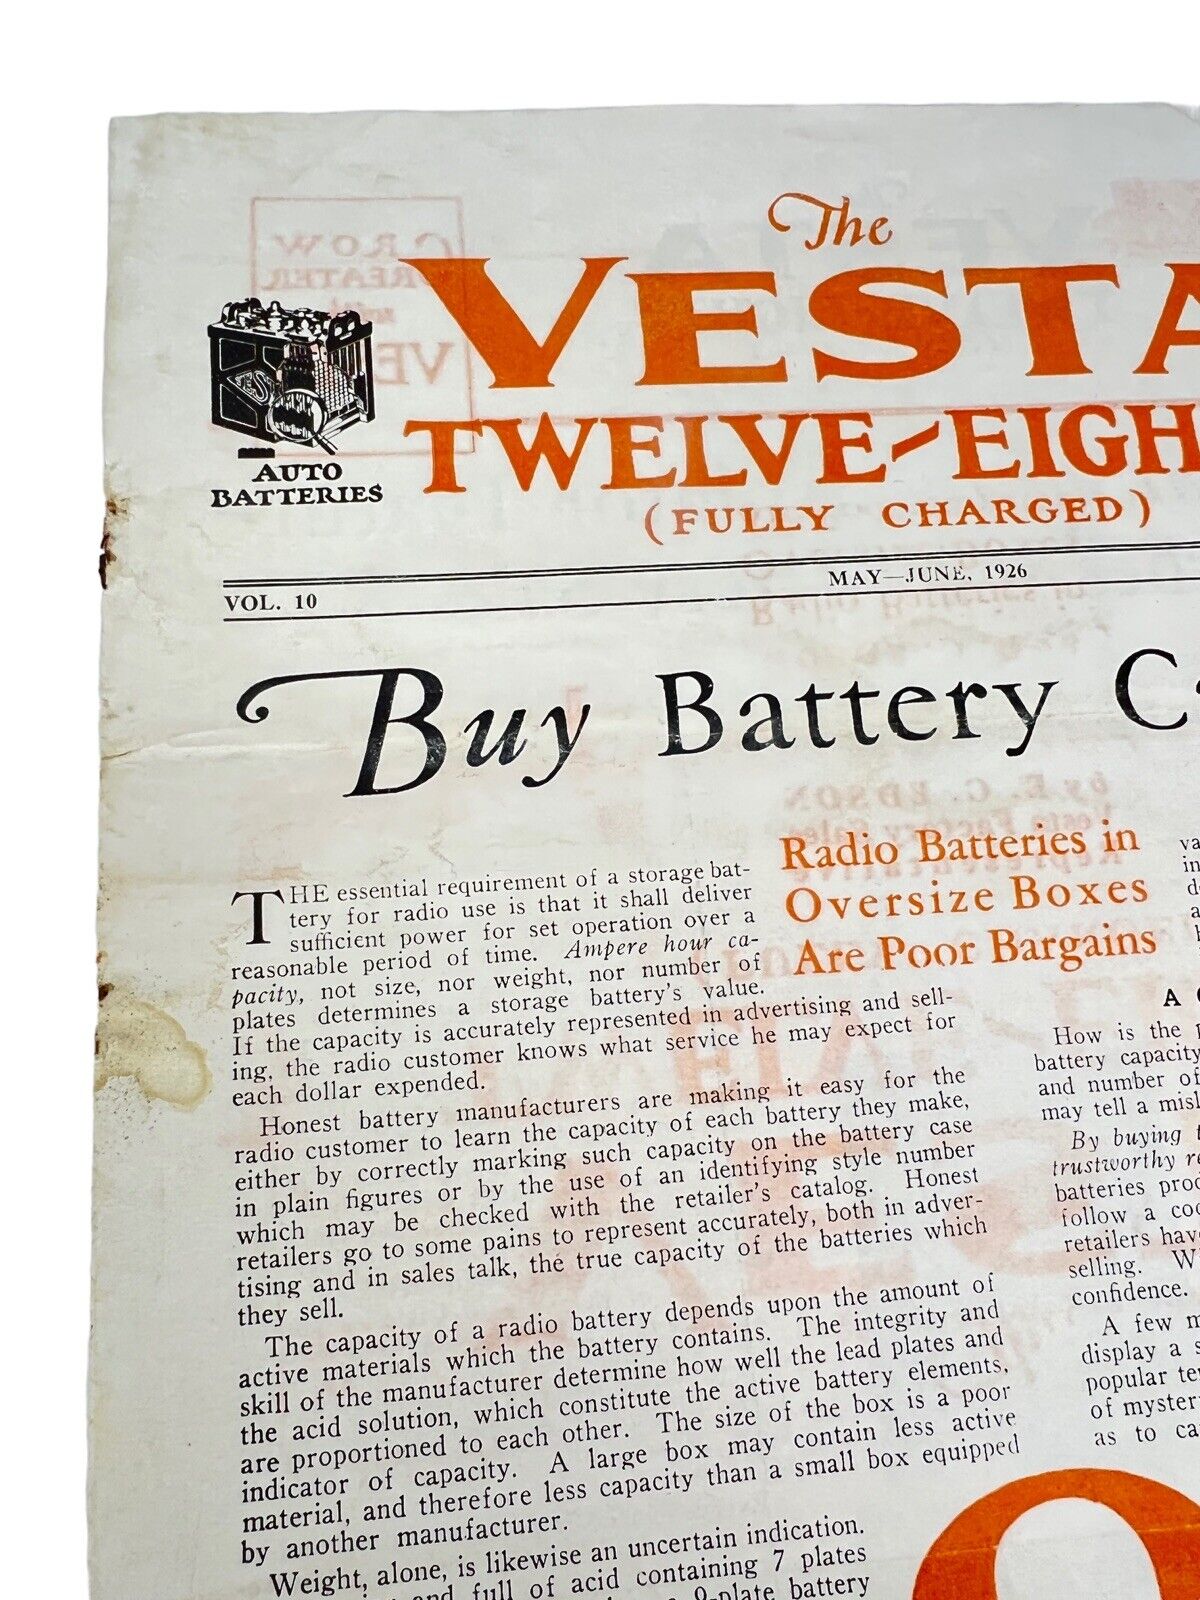 The
VESTA
TWELVE-EIGH
(FULLY CHARGED)
AUTO
BATTERIES
VOL. 10
MAY—JUNE, 1926
Buy Battery Ca
Radio Batteries in
Oversize Boxes
Are Poor Bargains
THE essential requirement of a storage bat-
tery for radio use is that it shall deliver
sufficient power for set operation over a
reasonable period of time. Ampere hour ca-
pacity, not size, nor weight, nor number of
plates determines a storage battery's value.
If the capacity is accurately represented in advertising and sell-
ing, the radio customer knows what service he may expect for
each dollar expended.
Honest battery manufacturers are making it easy for the
radio customer to learn the capacity of each battery they make,
either by correctly marking such capacity on the battery case
in plain figures or by the use of an identifying style number
which may be checked with the retailer's catalog. Honest
retailers go to some pains to represent accurately, both in adver-
tising and in sales talk, the true capacity of the batteries which
they sell.
The capacity of a radio battery depends upon the amount of
active materials which the battery contains. The integrity and
skill of the manufacturer determine how well the lead plates and
the acid solution, which constitute the active battery elements,
are proportioned to each other. The size of the box is a poor
indicator of capacity. A large box may contain less active
material, and therefore less capacity than a small box equipped
by another manufacturer.
Weight, alone, is likewise an uncertain indication.
and full of acid containing 7 plates
9-plate battery
va
in
A
How is the
battery capacity
and number of
may tell a
By buying
trustworthy
batteries
follow a
retailers hav
selling. W
confidence.
A few m
display a s
popular te
of myster
as to ca